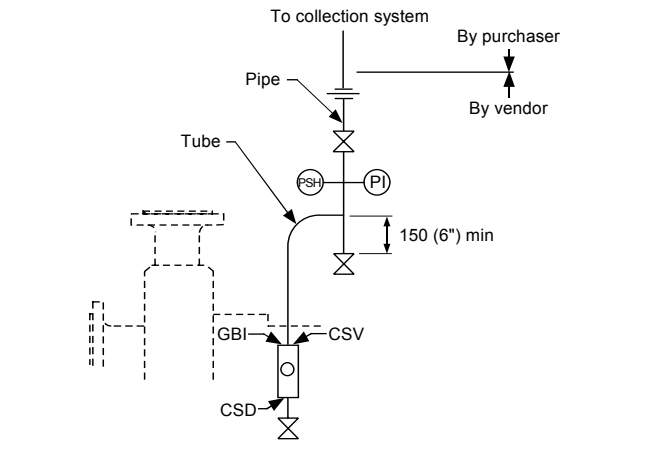 To collection system
By purchaser
Pipe
By vendor
Tube
PSH
PI
150 (6") min
GBI
CSV
CSD